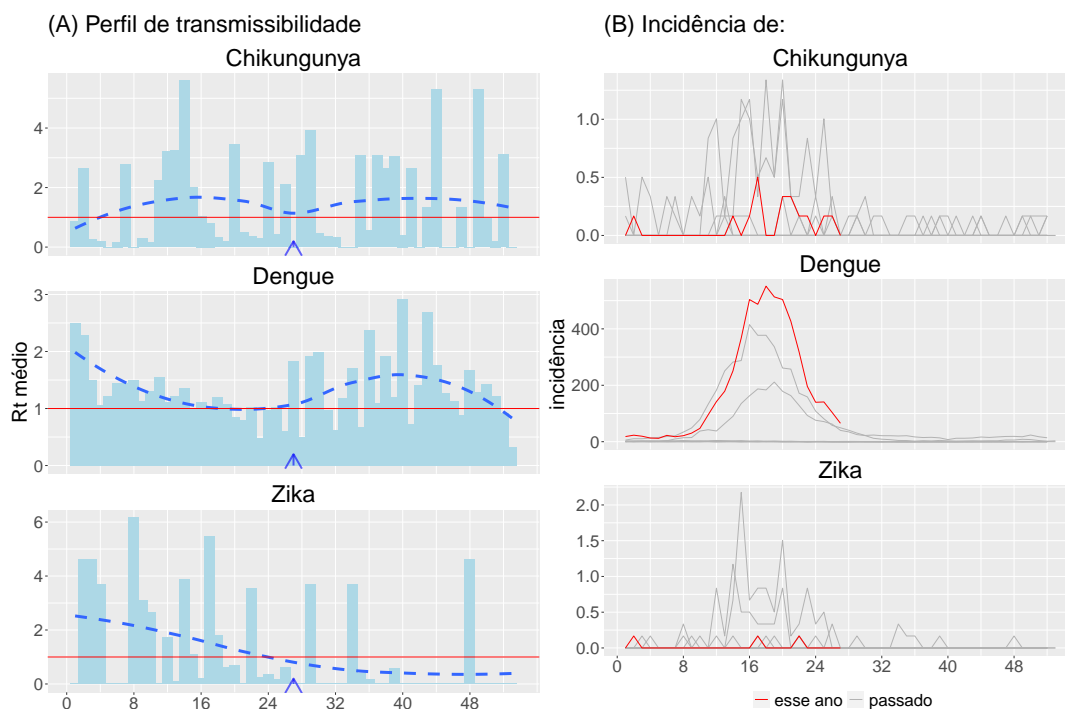 (A) Perfil de transmissibilidade
Chikungunya
4
2
0
Dengue
3
2
1
0
Rt médio
Zika
6
4
2
0
0 8 16 24 32 40 48
(B) Incidência de:
Chikungunya
1.0
0.5
0.0
Dengue
400
200
0
incidência
Zika
2.0
1.5
1.0
0.5
0.0
0 8 16 24 32 40 48
esse ano passado